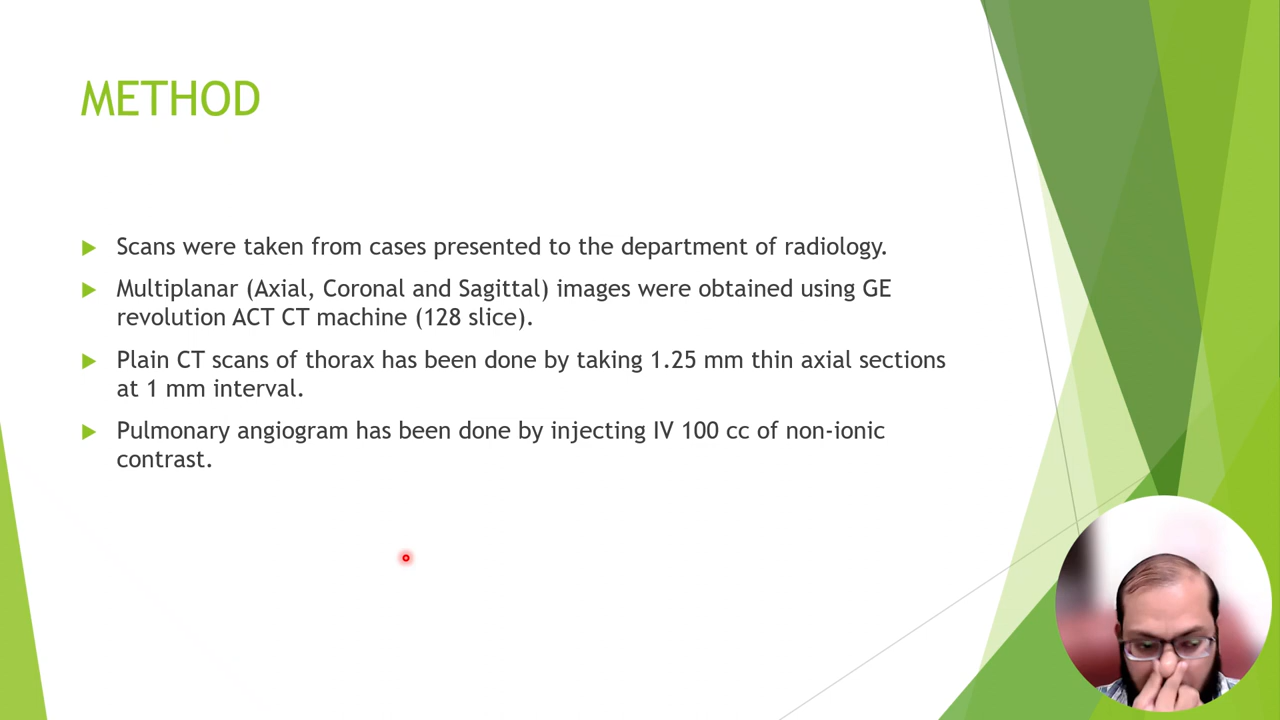 METHOD
Scans were taken from cases presented to the department of radiology.
Multiplanar (Axial, Coronal and Sagittal) images were obtained using GE
revolution ACT CT machine (128 slice).
Plain CT scans of thorax has been done by taking 1.25 mm thin axial sections
at 1 mm interval.
Pulmonary angiogram has been done by injecting IV 100 cc of non-ionic
contrast.